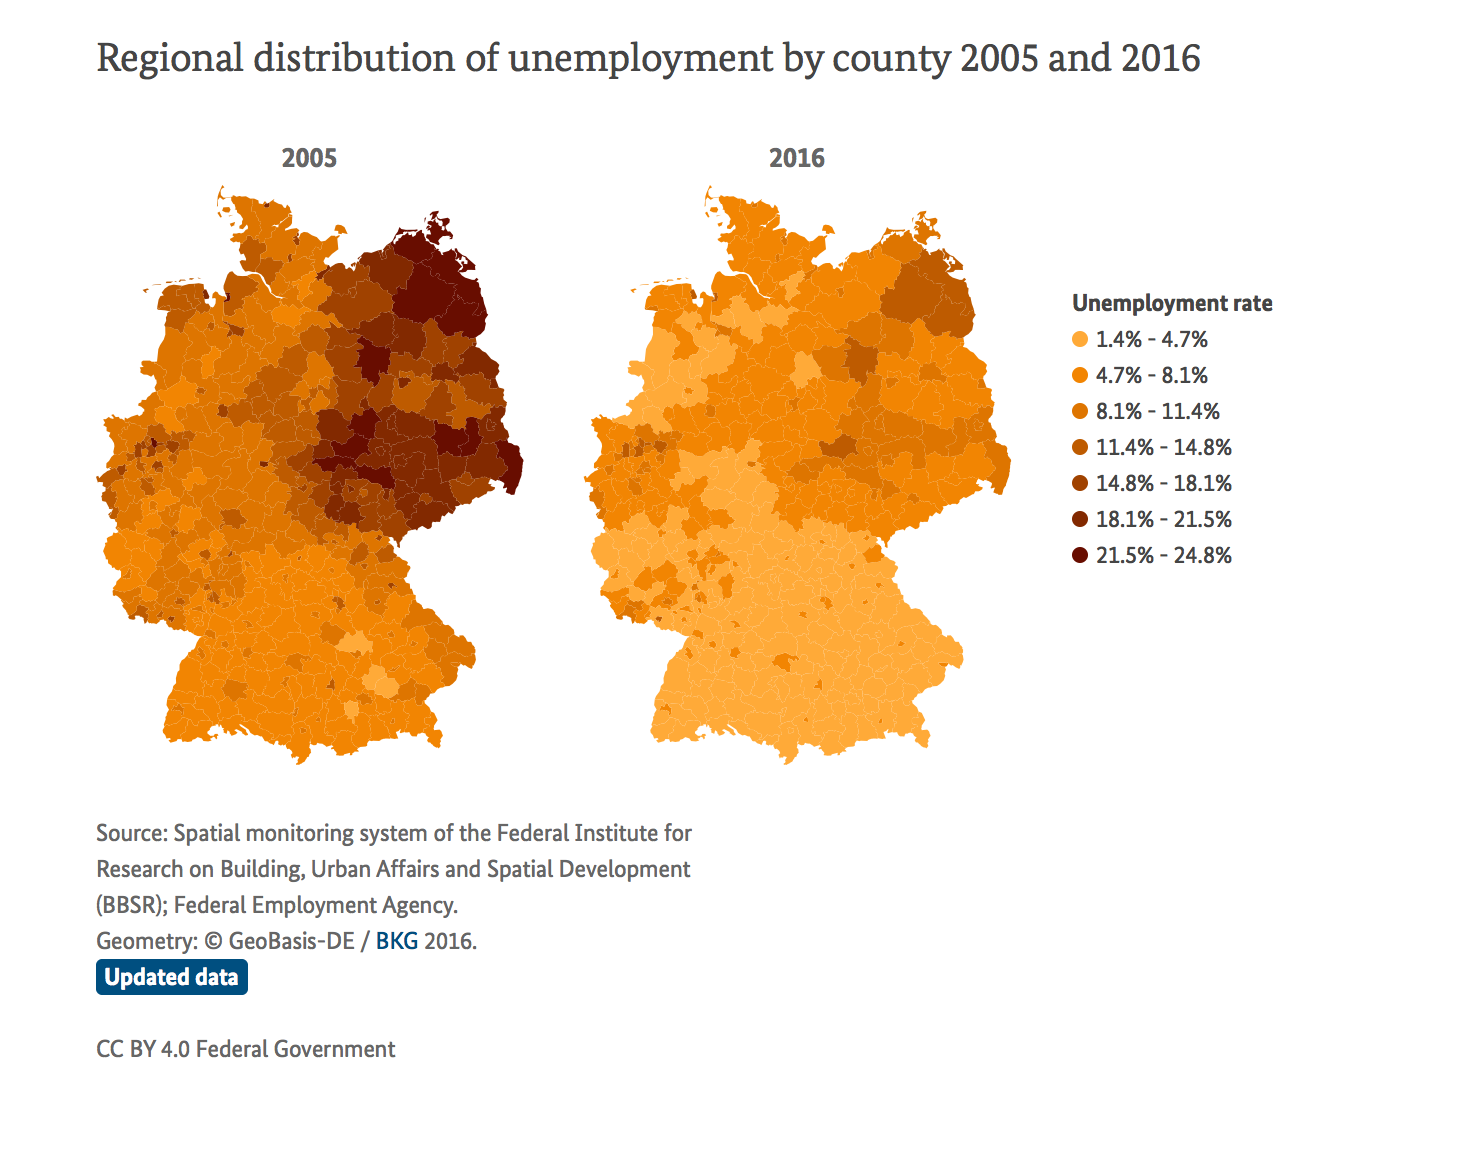 Regional distribution of unemployment by county 2005 and 2016
2005
2016
Unemployment rate
1.4% - 4.7%
4.7% - 8.1%
8.1% - 11.4%
11.4% - 14.8%
14.8% - 18.1%
18.1% - 21.5%
21.5% - 24.8%
Source: Spatial monitoring system of the Federal Institute for
Research on Building, Urban Affairs and Spatial Development
(BBSR); Federal Employment Agency.
Geometry: © GeoBasis-DE / BKG 2016.
Updated data
CC BY 4.0 Federal Government